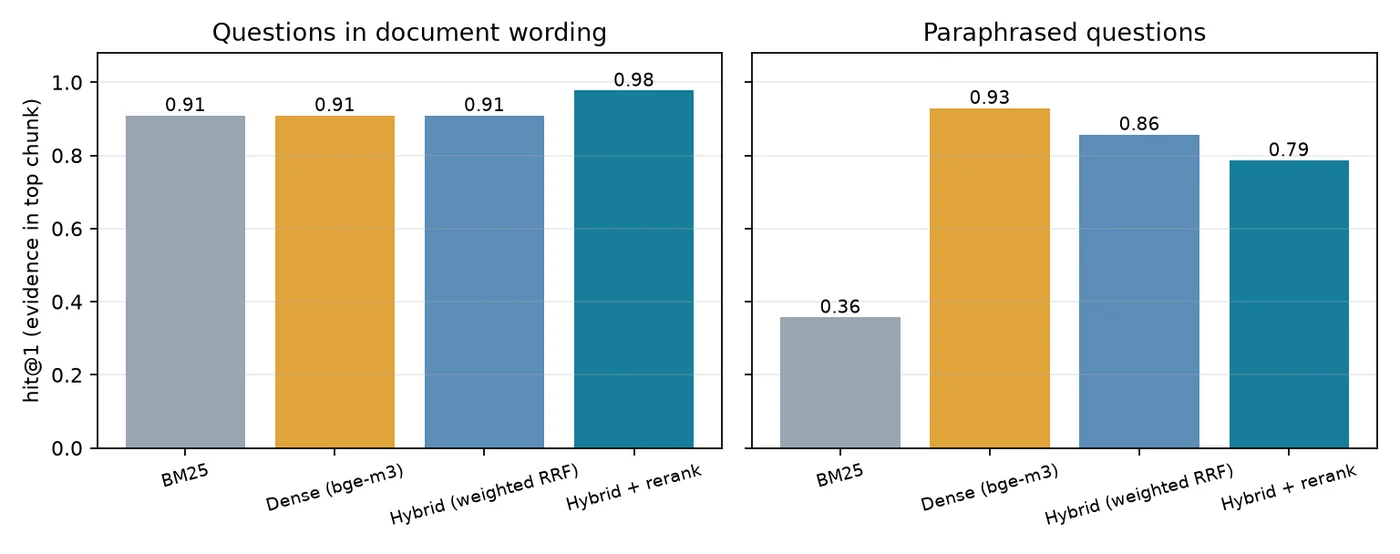 Questions in document wording
Paraphrased questions
hit@1 (evidence in top chunk)
1.0
0.8
0.6
0.4
0.2
0.0
0.91
0.91
0.91
0.98
0.36
0.93
0.86
0.79
BM25
Dense (bge-m3)
Hybrid (weighted RRF)
Hybrid + rerank
BM25
Dense (bge-m3)
Hybrid (weighted RRF)
Hybrid + rerank